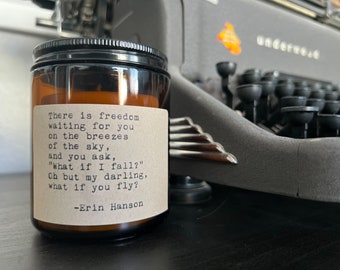 There is freedom
waiting for you
on the breezes
of the sky,
and you ask,
"What if I fall?"
Oh but my darling,
what if you fly?
-Erin Hanson
underwood